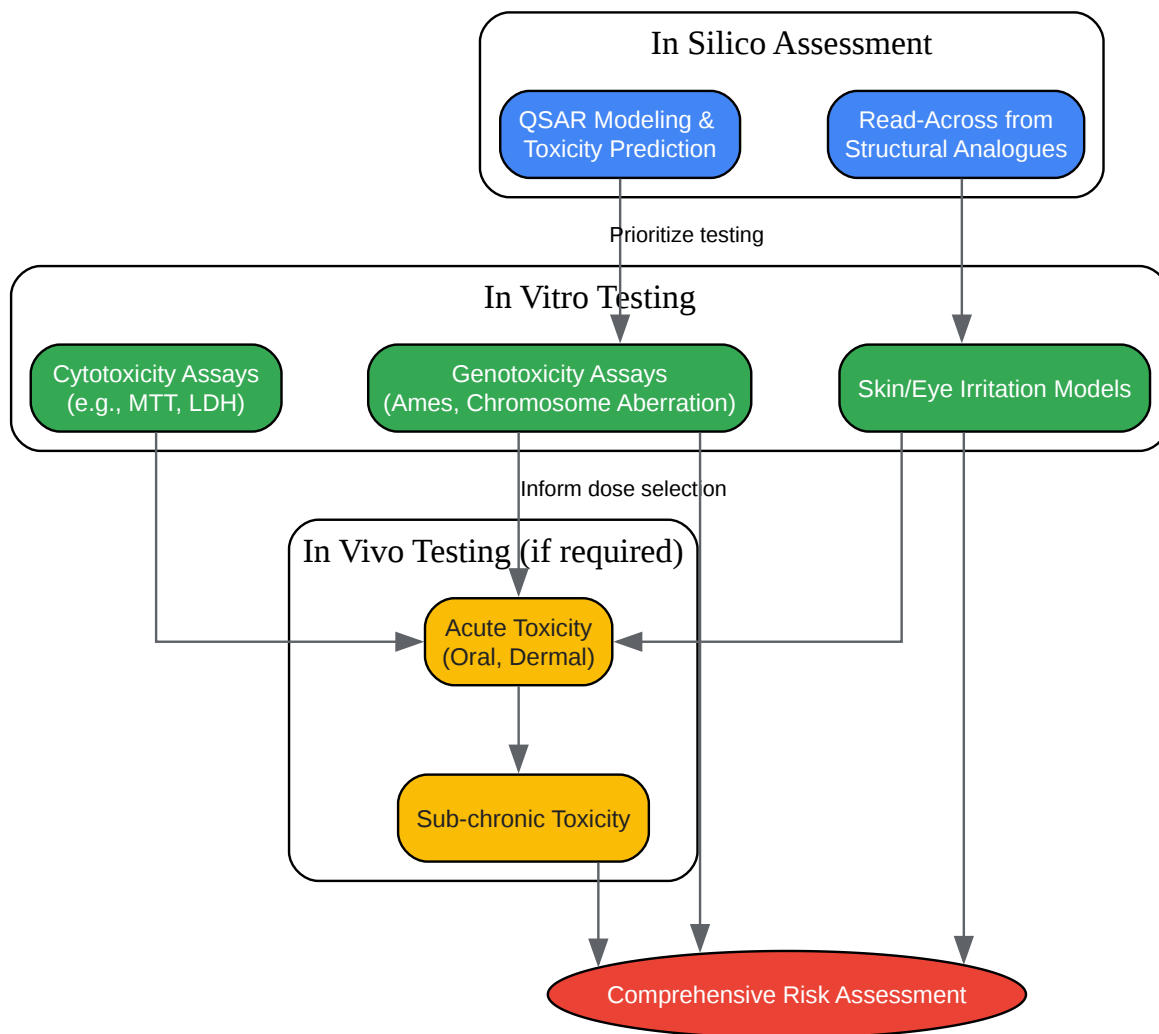 In Silico Assessment
QSAR Modeling &
Toxicity Prediction
Read-Across from
Structural Analogues
Prioritize testing
In Vitro Testing
Cytotoxicity Assays
(e.g., MTT, LDH)
Genotoxicity Assays
(Ames, Chromosome Aberration)
Skin/Eye Irritation Models
Inform dose selection
In Vivo Testing (if required)
Acute Toxicity
(Oral, Dermal)
Sub-chronic Toxicity
Comprehensive Risk Assessment